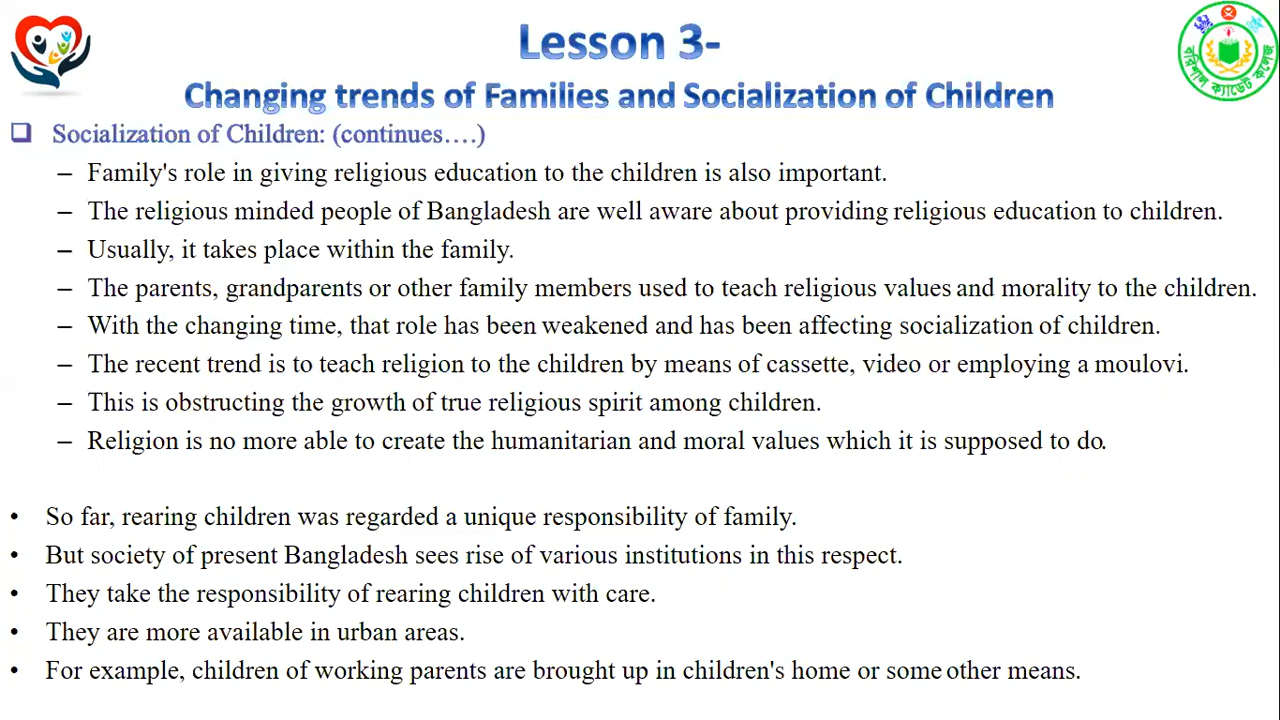 Lesson 3-
Changing trends of Families and Socialization of Children
Socialization of Children: (continues….)
– Family's role in giving religious education to the children is also important.
– The religious minded people of Bangladesh are well aware about providing religious education to children.
– Usually, it takes place within the family.
– The parents, grandparents or other family members used to teach religious values and morality to the children.
– With the changing time, that role has been weakened and has been affecting socialization of children.
– The recent trend is to teach religion to the children by means of cassette, video or employing a moulovi.
– This is obstructing the growth of true religious spirit among children.
– Religion is no more able to create the humanitarian and moral values which it is supposed to do.
• So far, rearing children was regarded a unique responsibility of family.
• But society of present Bangladesh sees rise of various institutions in this respect.
• They take the responsibility of rearing children with care.
• They are more available in urban areas.
• For example, children of working parents are brought up in children's home or some other means.
বরিশাল ক্যাডেট কলেজ